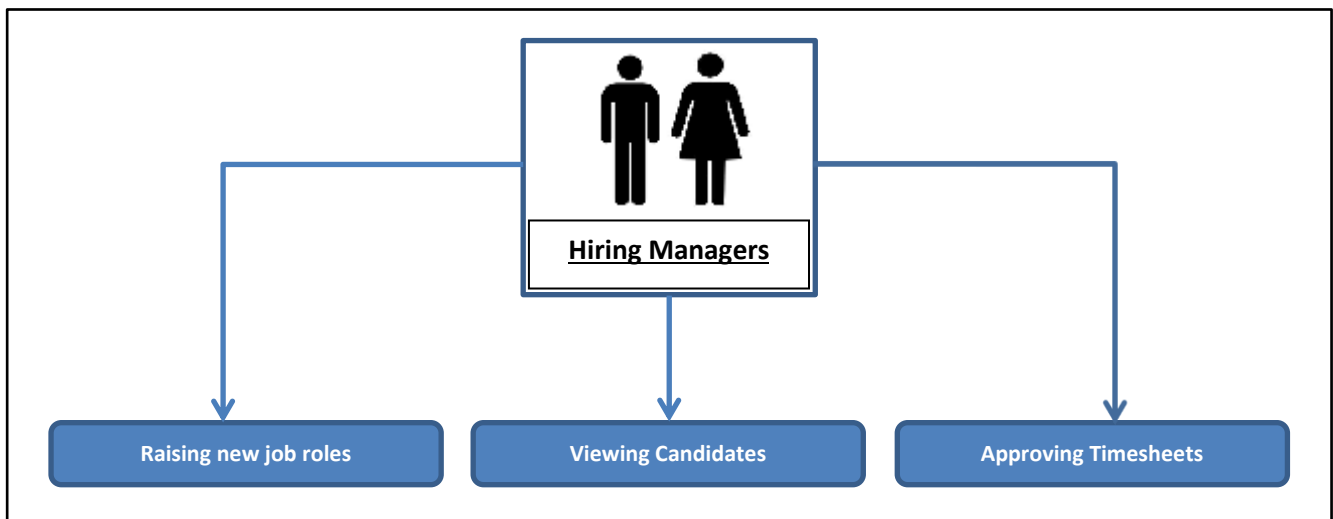 Hiring Managers
Raising new job roles
Viewing Candidates
Approving Timesheets